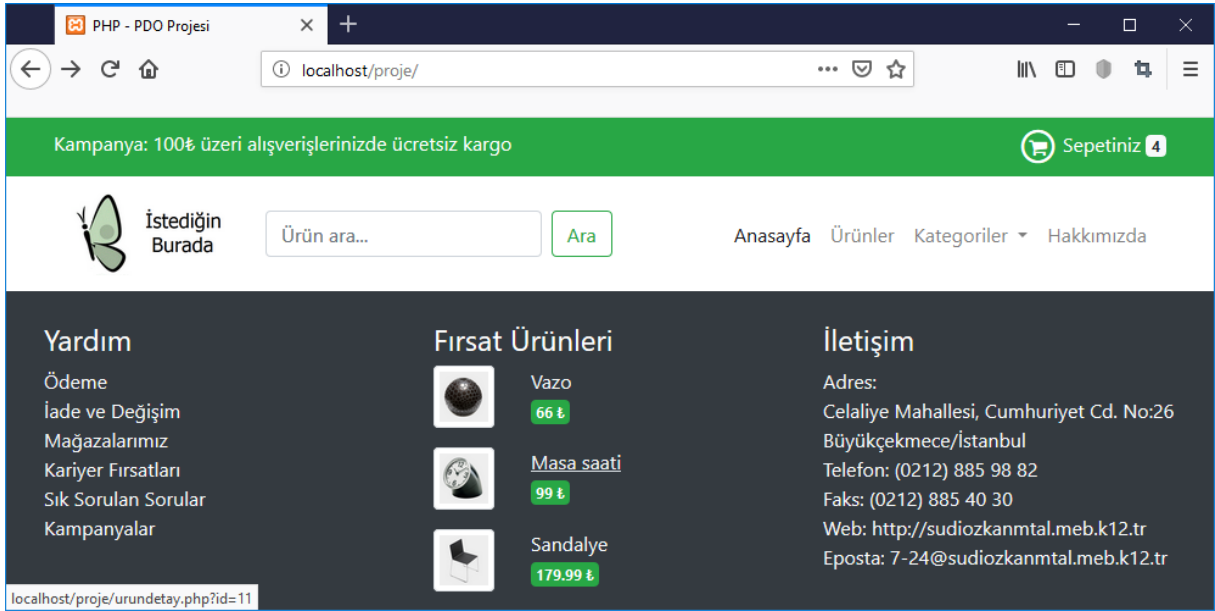 PHP - PDO Projesi
localhost/proje/
Kampanya: 100₺ üzeri alışverişlerinizde ücretsiz kargo
Sepetiniz 4
İstediğin
Burada
Ürün ara...
Ara
Anasayfa Ürünler Kategoriler Hakkımızda
Yardım
Ödeme
İade ve Değişim
Mağazalarımız
Kariyer Fırsatları
Sık Sorulan Sorular
Kampanyalar
Fırsat Ürünleri
Vazo
66 ₺
Masa saati
99 ₺
Sandalye
179.99 ₺
İletişim
Adres:
Celaliye Mahallesi, Cumhuriyet Cd. No:26
Büyükçekmece/İstanbul
Telefon: (0212) 885 98 82
Faks: (0212) 885 40 30
Web: http://sudiozkanmtal.meb.k12.tr
Eposta: 7-24@sudiozkanmtal.meb.k12.tr
localhost/proje/urundetay.php?id=11